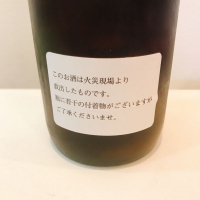 このお酒は火災現場より
救出したものです。
瓶に若干の付着物がございますが
ご了承くださいませ。